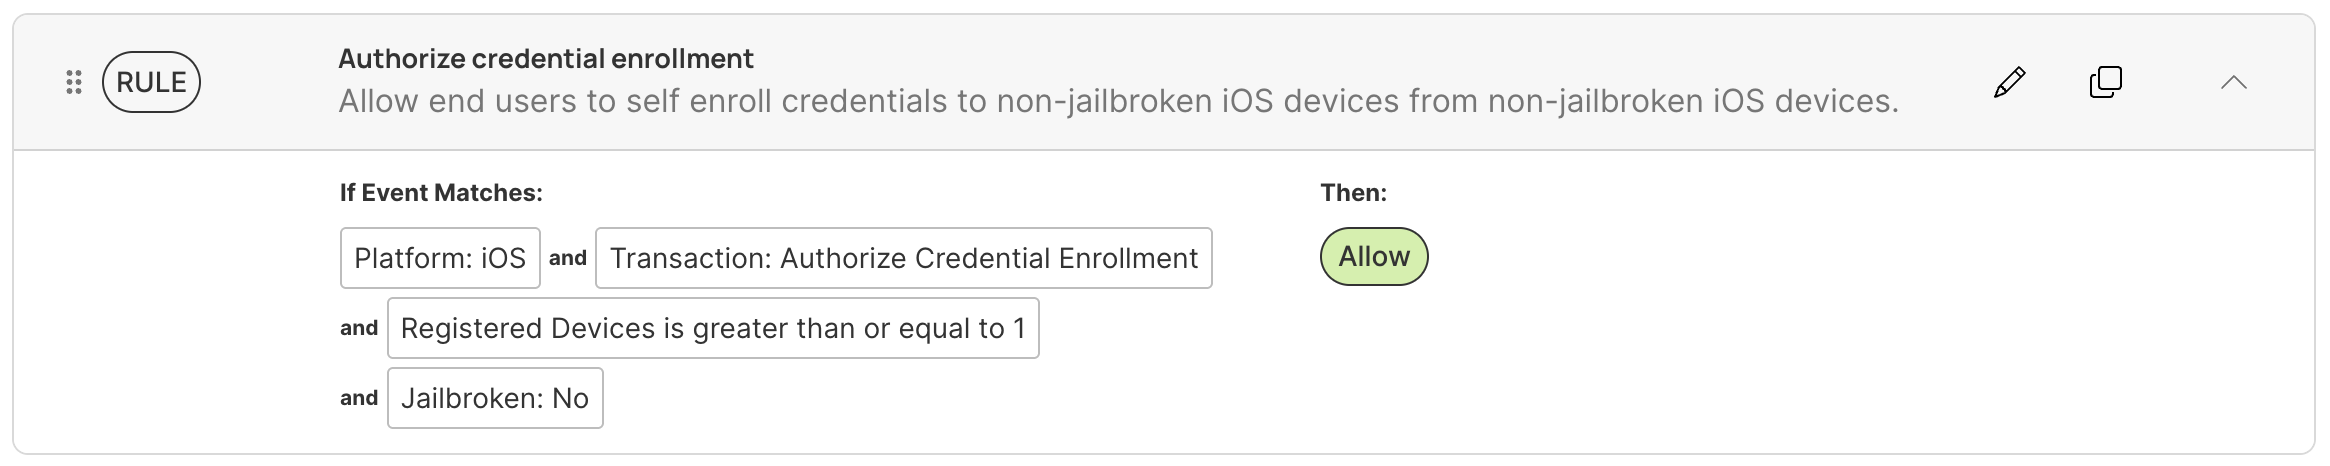 RULE
Authorize credential enrollment
Allow end users to self enroll credentials to non-jailbroken iOS devices from non-jailbroken iOS devices.
If Event Matches:
Platform: iOS and Transaction: Authorize Credential Enrollment
and Registered Devices is greater than or equal to 1
and Jailbroken: No
Then:
Allow